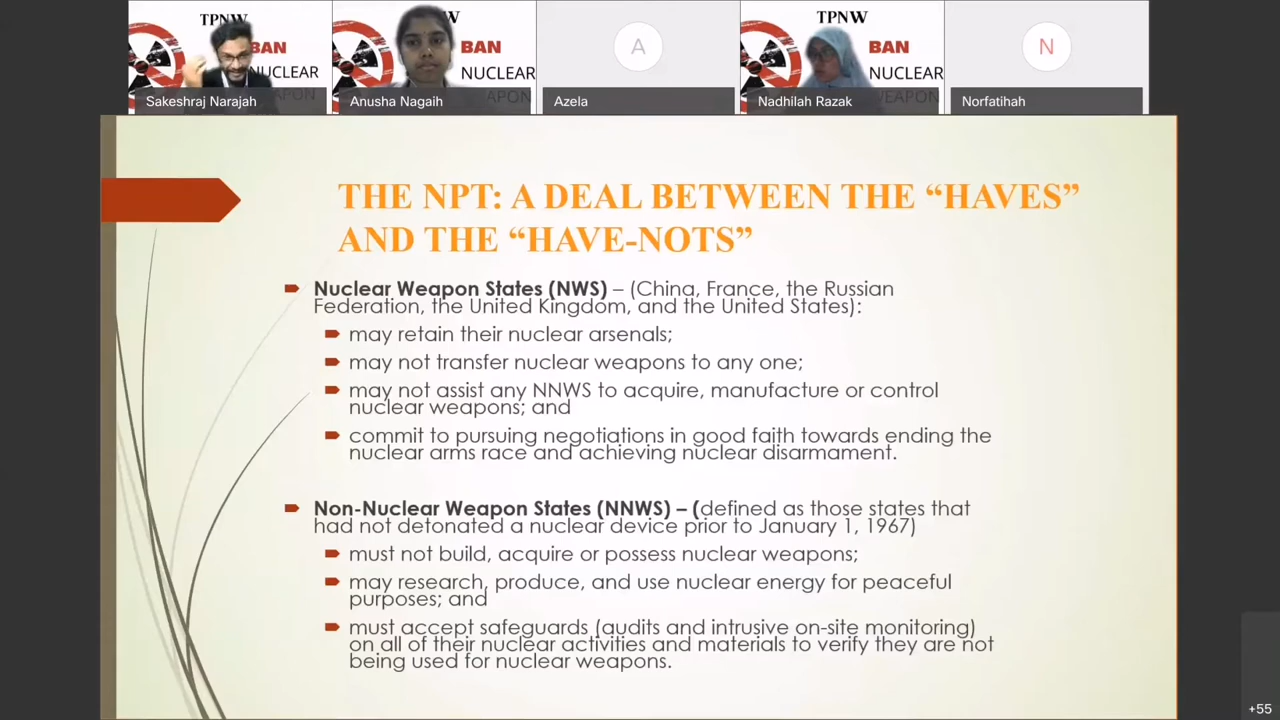 TPNW
BAN
NUCLEAR
WEAPON
Sakeshraj Narajah
W
BAN
NUCLEAR
APON
Anusha Nagaih
A
Azela
TPNW
BAN
NUCLEAR
WEAPON
Nadhilah Razak
N
Norfatihah
THE NPT: A DEAL BETWEEN THE “HAVES”
AND THE “HAVE-NOTS”
Nuclear Weapon States (NWS) – (China, France, the Russian
Federation, the United Kingdom, and the United States):
may retain their nuclear arsenals;
may not transfer nuclear weapons to any one;
may not assist any NNWS to acquire, manufacture or control
nuclear weapons; and
commit to pursuing negotiations in good faith towards ending the
nuclear arms race and achieving nuclear disarmament.
Non-Nuclear Weapon States (NNWS) – (defined as those states that
had not detonated a nuclear device prior to January 1, 1967)
must not build, acquire or possess nuclear weapons;
may research, produce, and use nuclear energy for peaceful
purposes; and
must accept safeguards (audits and intrusive on-site monitoring)
on all of their nuclear activities and materials to verify they are not
being used for nuclear weapons.
+55